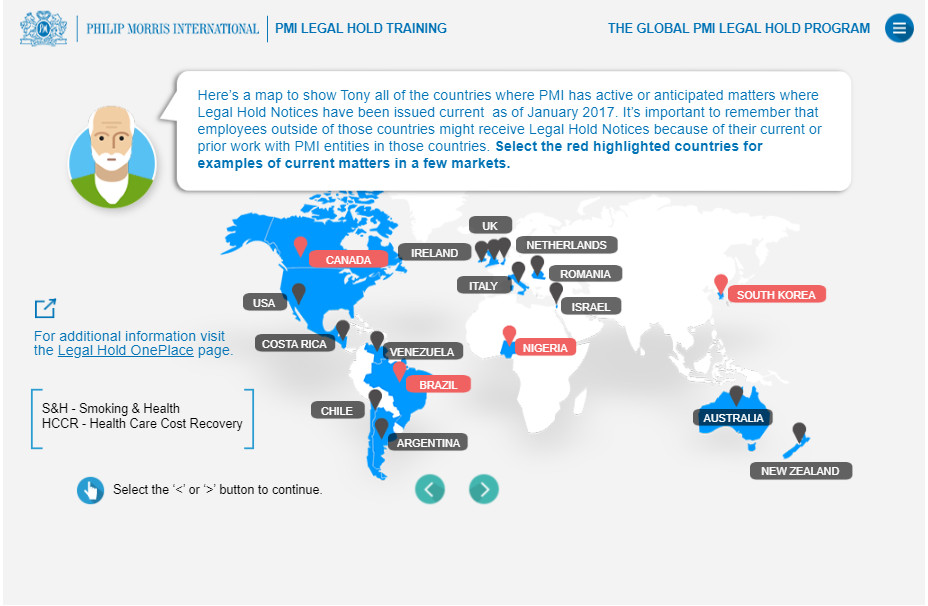 PM
PHILIP MORRIS INTERNATIONAL
PMI LEGAL HOLD TRAINING
THE GLOBAL PMI LEGAL HOLD PROGRAM
Here's a map to show Tony all of the countries where PMI has active or anticipated matters where
Legal Hold Notices have been issued current  as of January 2017. It's important to remember that
employees outside of those countries might receive Legal Hold Notices because of their current or
prior work with PMI entities in those countries. Select the red highlighted countries for
examples of current matters in a few markets.
UK
IRELAND
NETHERLANDS
CANADA
ITALY
ROMANIA
USA
ISRAEL
SOUTH KOREA
COSTA RICA
VENEZUELA
NIGERIA
BRAZIL
CHILE
ARGENTINA
AUSTRALIA
NEW ZEALAND
For additional information visit
the Legal Hold OnePlace page.
S&H - Smoking & Health
HCCR - Health Care Cost Recovery
Select the ‘<’ or ‘>’ button to continue.